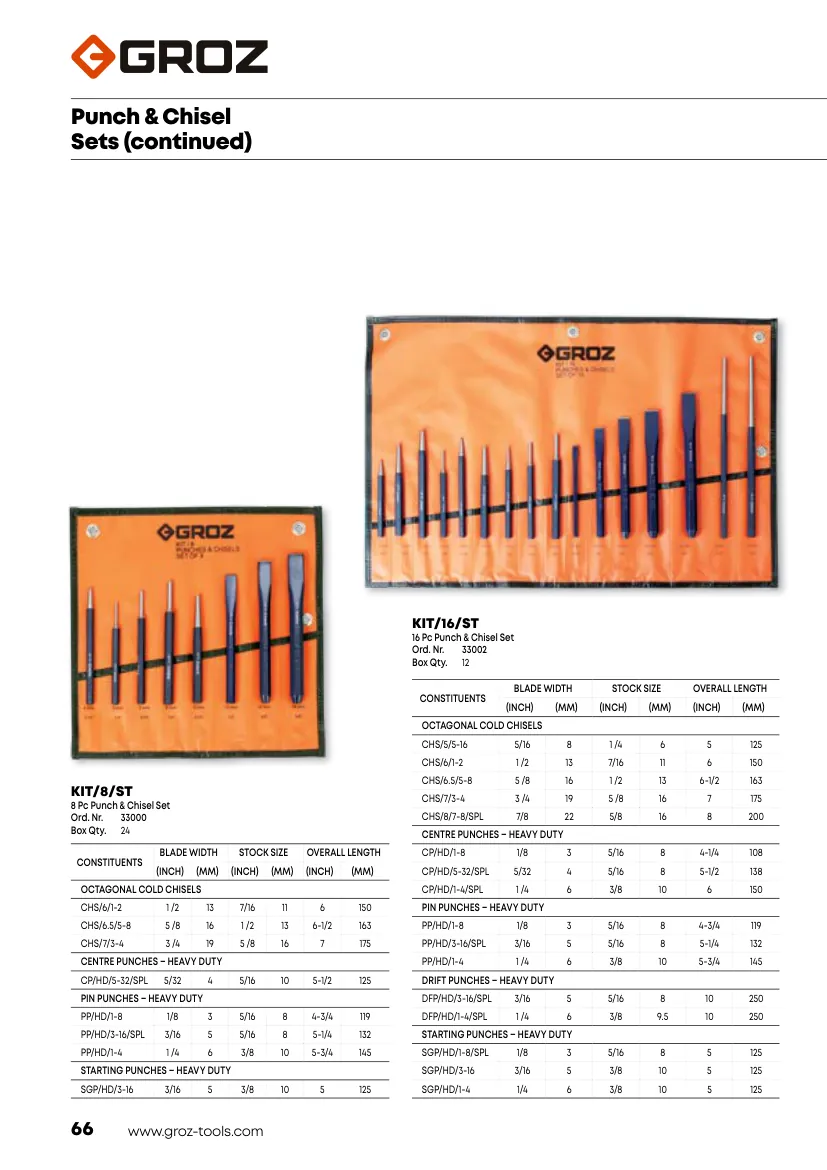 GROZ
Punch & Chisel
Sets (continued)
GROZ
KIT / 16
PUNCHES & CHISELS
SET OF 16
GROZ
KIT / 8
PUNCHES & CHISELS
SET OF 8
KIT/8/ST
8 Pc Punch & Chisel Set
Ord. Nr. 33000
Box Qty. 24
CONSTITUENTS BLADE WIDTH STOCK SIZE OVERALL LENGTH
(INCH) (MM) (INCH) (MM) (INCH) (MM)
OCTAGONAL COLD CHISELS
CHS/6/1-2 1 /2 13 7/16 11 6 150
CHS/6.5/5-8 5 /8 16 1 /2 13 6-1/2 163
CHS/7/3-4 3 /4 19 5 /8 16 7 175
CENTRE PUNCHES – HEAVY DUTY
CP/HD/5-32/SPL 5/32 4 5/16 10 5-1/2 125
PIN PUNCHES – HEAVY DUTY
PP/HD/1-8 1/8 3 5/16 8 4-3/4 119
PP/HD/3-16/SPL 3/16 5 5/16 8 5-1/4 132
PP/HD/1-4 1 /4 6 3/8 10 5-3/4 145
STARTING PUNCHES – HEAVY DUTY
SGP/HD/3-16 3/16 5 3/8 10 5 125
KIT/16/ST
16 Pc Punch & Chisel Set
Ord. Nr. 33002
Box Qty. 12
CONSTITUENTS BLADE WIDTH STOCK SIZE OVERALL LENGTH
(INCH) (MM) (INCH) (MM) (INCH) (MM)
OCTAGONAL COLD CHISELS
CHS/5/5-16 5/16 8 1 /4 6 5 125
CHS/6/1-2 1 /2 13 7/16 11 6 150
CHS/6.5/5-8 5 /8 16 1 /2 13 6-1/2 163
CHS/7/3-4 3 /4 19 5 /8 16 7 175
CHS/8/7-8/SPL 7/8 22 5/8 16 8 200
CENTRE PUNCHES – HEAVY DUTY
CP/HD/1-8 1/8 3 5/16 8 4-1/4 108
CP/HD/5-32/SPL 5/32 4 5/16 8 5-1/2 138
CP/HD/1-4/SPL 1 /4 6 3/8 10 6 150
PIN PUNCHES – HEAVY DUTY
PP/HD/1-8 1/8 3 5/16 8 4-3/4 119
PP/HD/3-16/SPL 3/16 5 5/16 8 5-1/4 132
PP/HD/1-4 1 /4 6 3/8 10 5-3/4 145
DRIFT PUNCHES – HEAVY DUTY
DFP/HD/3-16/SPL 3/16 5 5/16 8 10 250
DFP/HD/1-4/SPL 1 /4 6 3/8 9.5 10 250
STARTING PUNCHES – HEAVY DUTY
SGP/HD/1-8/SPL 1/8 3 5/16 8 5 125
SGP/HD/3-16 3/16 5 3/8 10 5 125
SGP/HD/1-4 1/4 6 3/8 10 5 125
66 www.groz-tools.com